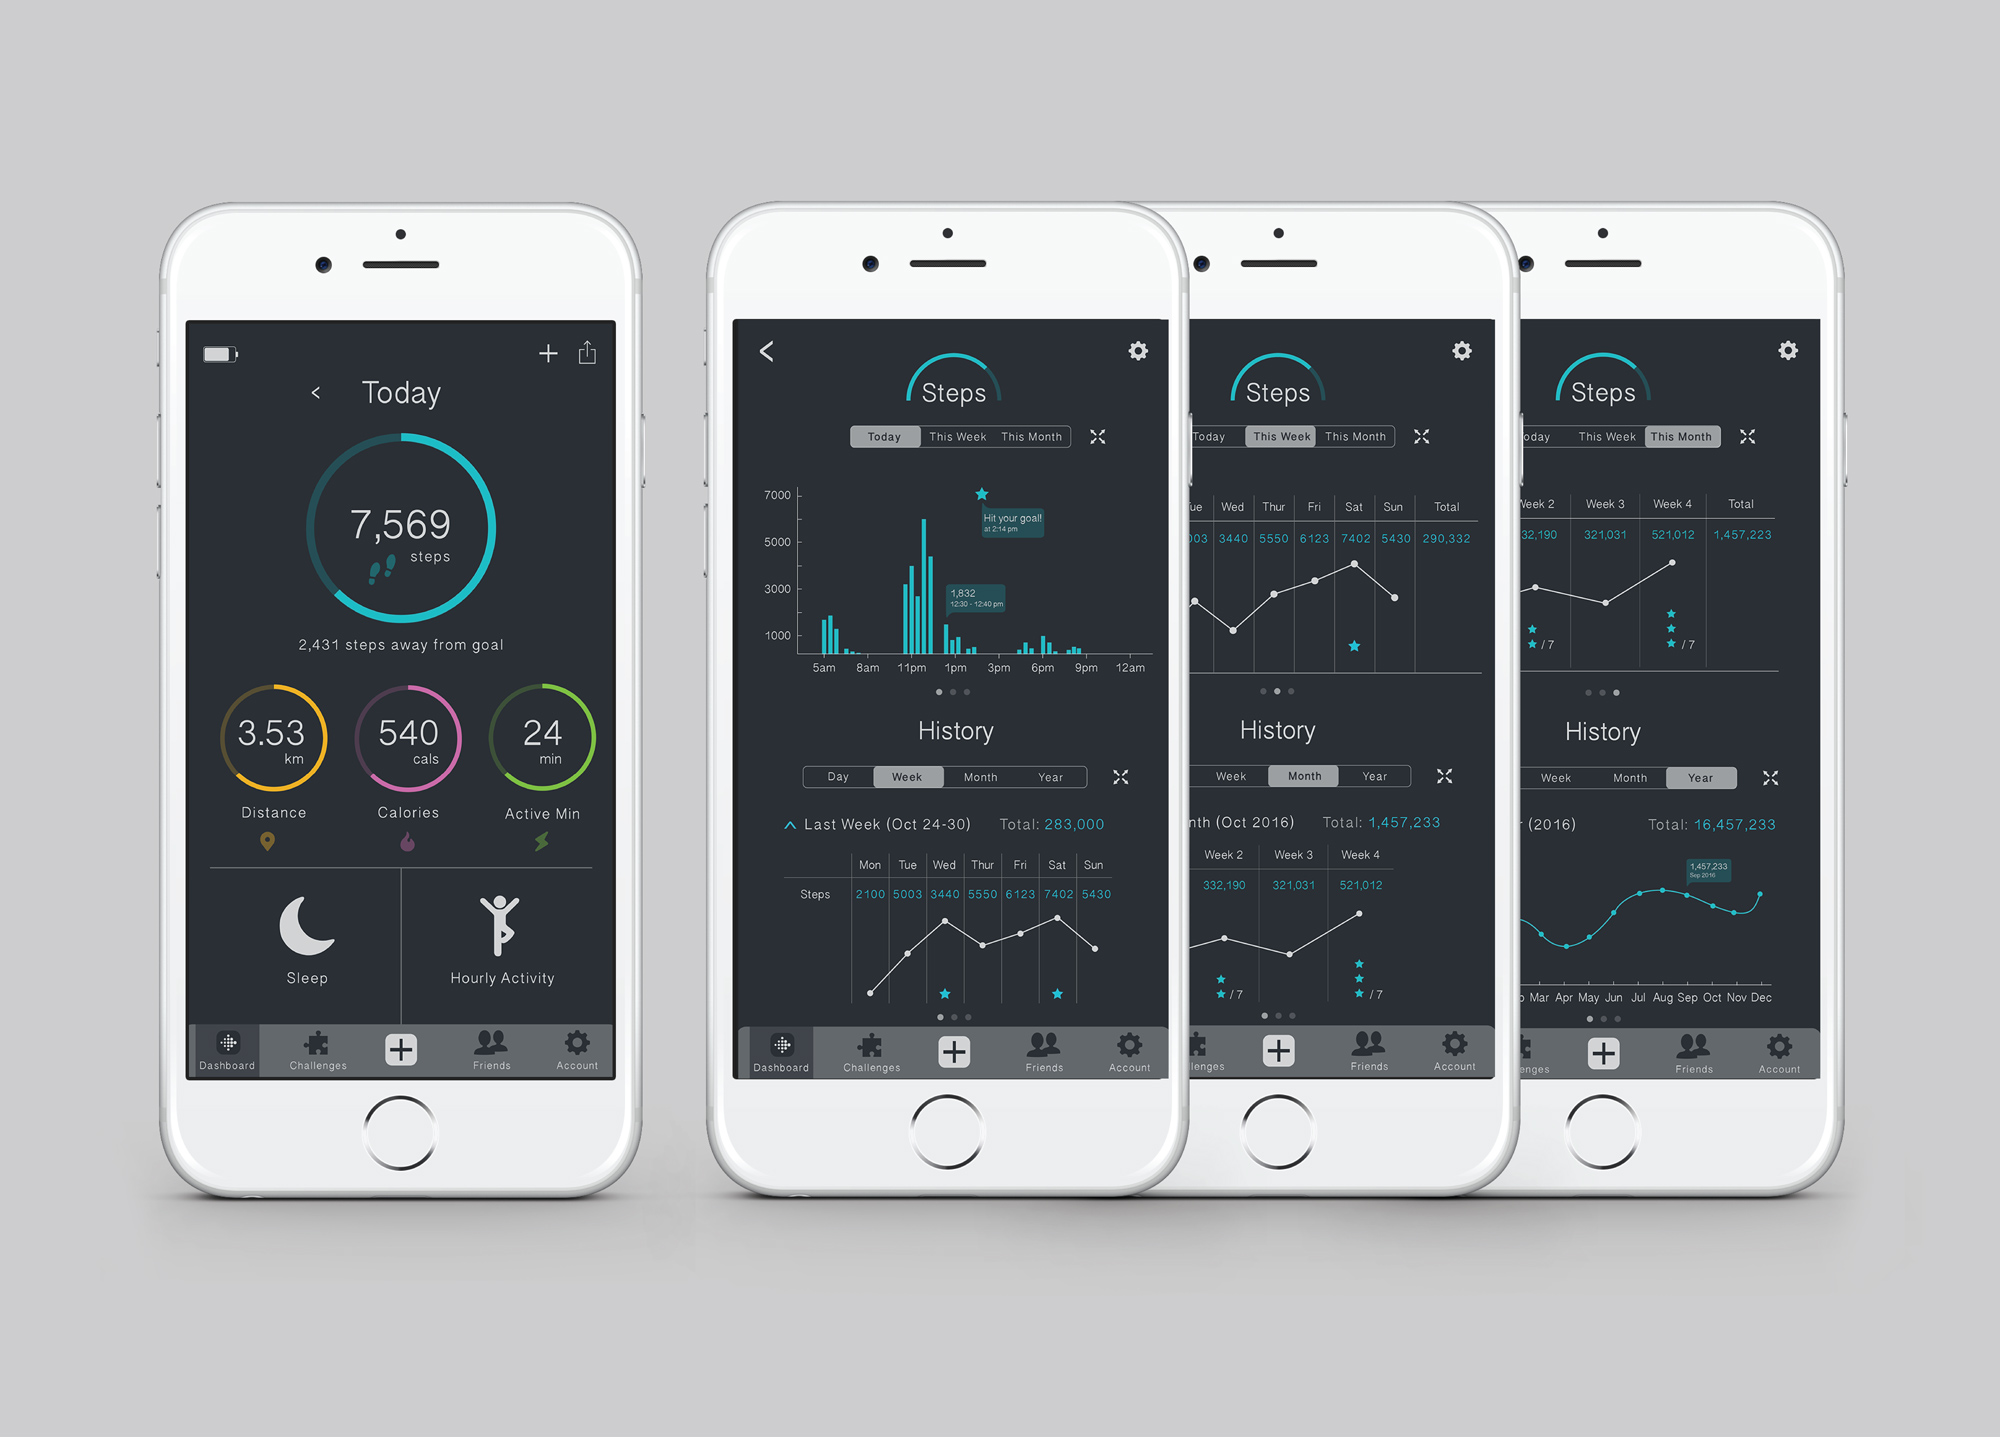 Today
7,569
steps
2,431 steps away from goal
3.53
km
540
cals
24
min
Distance
Calories
Active Min
Sleep
Hourly Activity
Dashboard
Challenges
Friends
Account
Steps
Today This Week This Month
7000
5000
3000
1000
Hit your goal!
at 2:14 pm
1,832
12:30 - 12:40 pm
5am 8am 11pm 1pm 3pm 6pm 9pm 12am
History
Day Week Month Year
Last Week (Oct 24-30) Total: 283,000
Mon Tue Wed Thur Fri Sat Sun
Steps 2100 5003 3440 5550 6123 7402 5430
Dashboard
Challenges
Friends
Account
Steps
Today This Week This Month
ue Wed Thur Fri Sat Sun Total
003 3440 5550 6123 7402 5430 290,332
History
Week Month Year
nth (Oct 2016) Total: 1,457,233
Week 2 Week 3 Week 4
332,190 321,031 521,012
/ 7 / 7
lenges
Friends
Account
Steps
oday This Week This Month
Week 2 Week 3 Week 4 Total
32,190 321,031 521,012 1,457,223
/ 7 / 7
History
Week Month Year
r (2016) Total: 16,457,233
1,457,233
Sep 2016
b Mar Apr May Jun Jul Aug Sep Oct Nov Dec
enges
Friends
Account